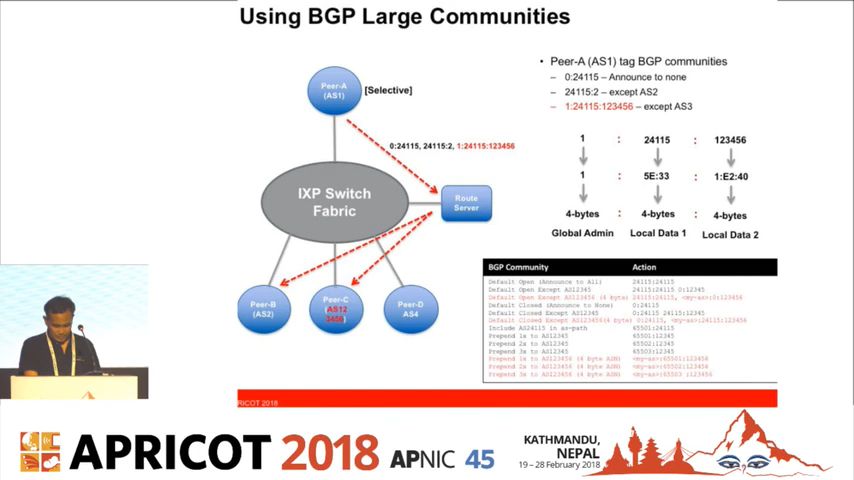 Using BGP Large Communities
Peer-A
(AS1)
[Selective]
0:24115, 24115:2, 1:24115:123456
IXP Switch
Fabric
Route
Server
Peer-B
(AS2)
Peer-C
(AS12
3456)
Peer-D
AS4
• Peer-A (AS1) tag BGP communities
– 0:24115 – Announce to none
– 24115:2 – except AS2
– 1:24115:123456 – except AS3
1 : 24115 : 123456
1 : 5E:33 : 1:E2:40
4-bytes : 4-bytes : 4-bytes
Global Admin Local Data 1 Local Data 2
BGP Community Action
Default Open (Announce to All) 24115:24115
Default Open Except AS12345 24115:24115 0:12345
Default Open Except AS123456 (4 byte) 24115:24115, <my-as>:0:123456
Default Closed (Announce to None) 0:24115
Default Closed Except AS12345 0:24115 24115:12345
Default Closed Except AS123456(4 byte) 0:24115, <my-as>:24115:123456
Include AS24115 in as-path 65501:24115
Prepend 1x to AS12345 65501:12345
Prepend 2x to AS12345 65502:12345
Prepend 3x to AS12345 65503:12345
Prepend 1x to AS123456 (4 byte ASN) <my-as>:65501:123456
Prepend 2x to AS123456 (4 byte ASN) <my-as>:65502:123456
Prepend 3x to AS123456 (4 byte ASN) <my-as>:65503 :123456
RICOT 2018
APRICOT 2018 APNIC 45
KATHMANDU,
NEPAL
19 – 28 February 2018